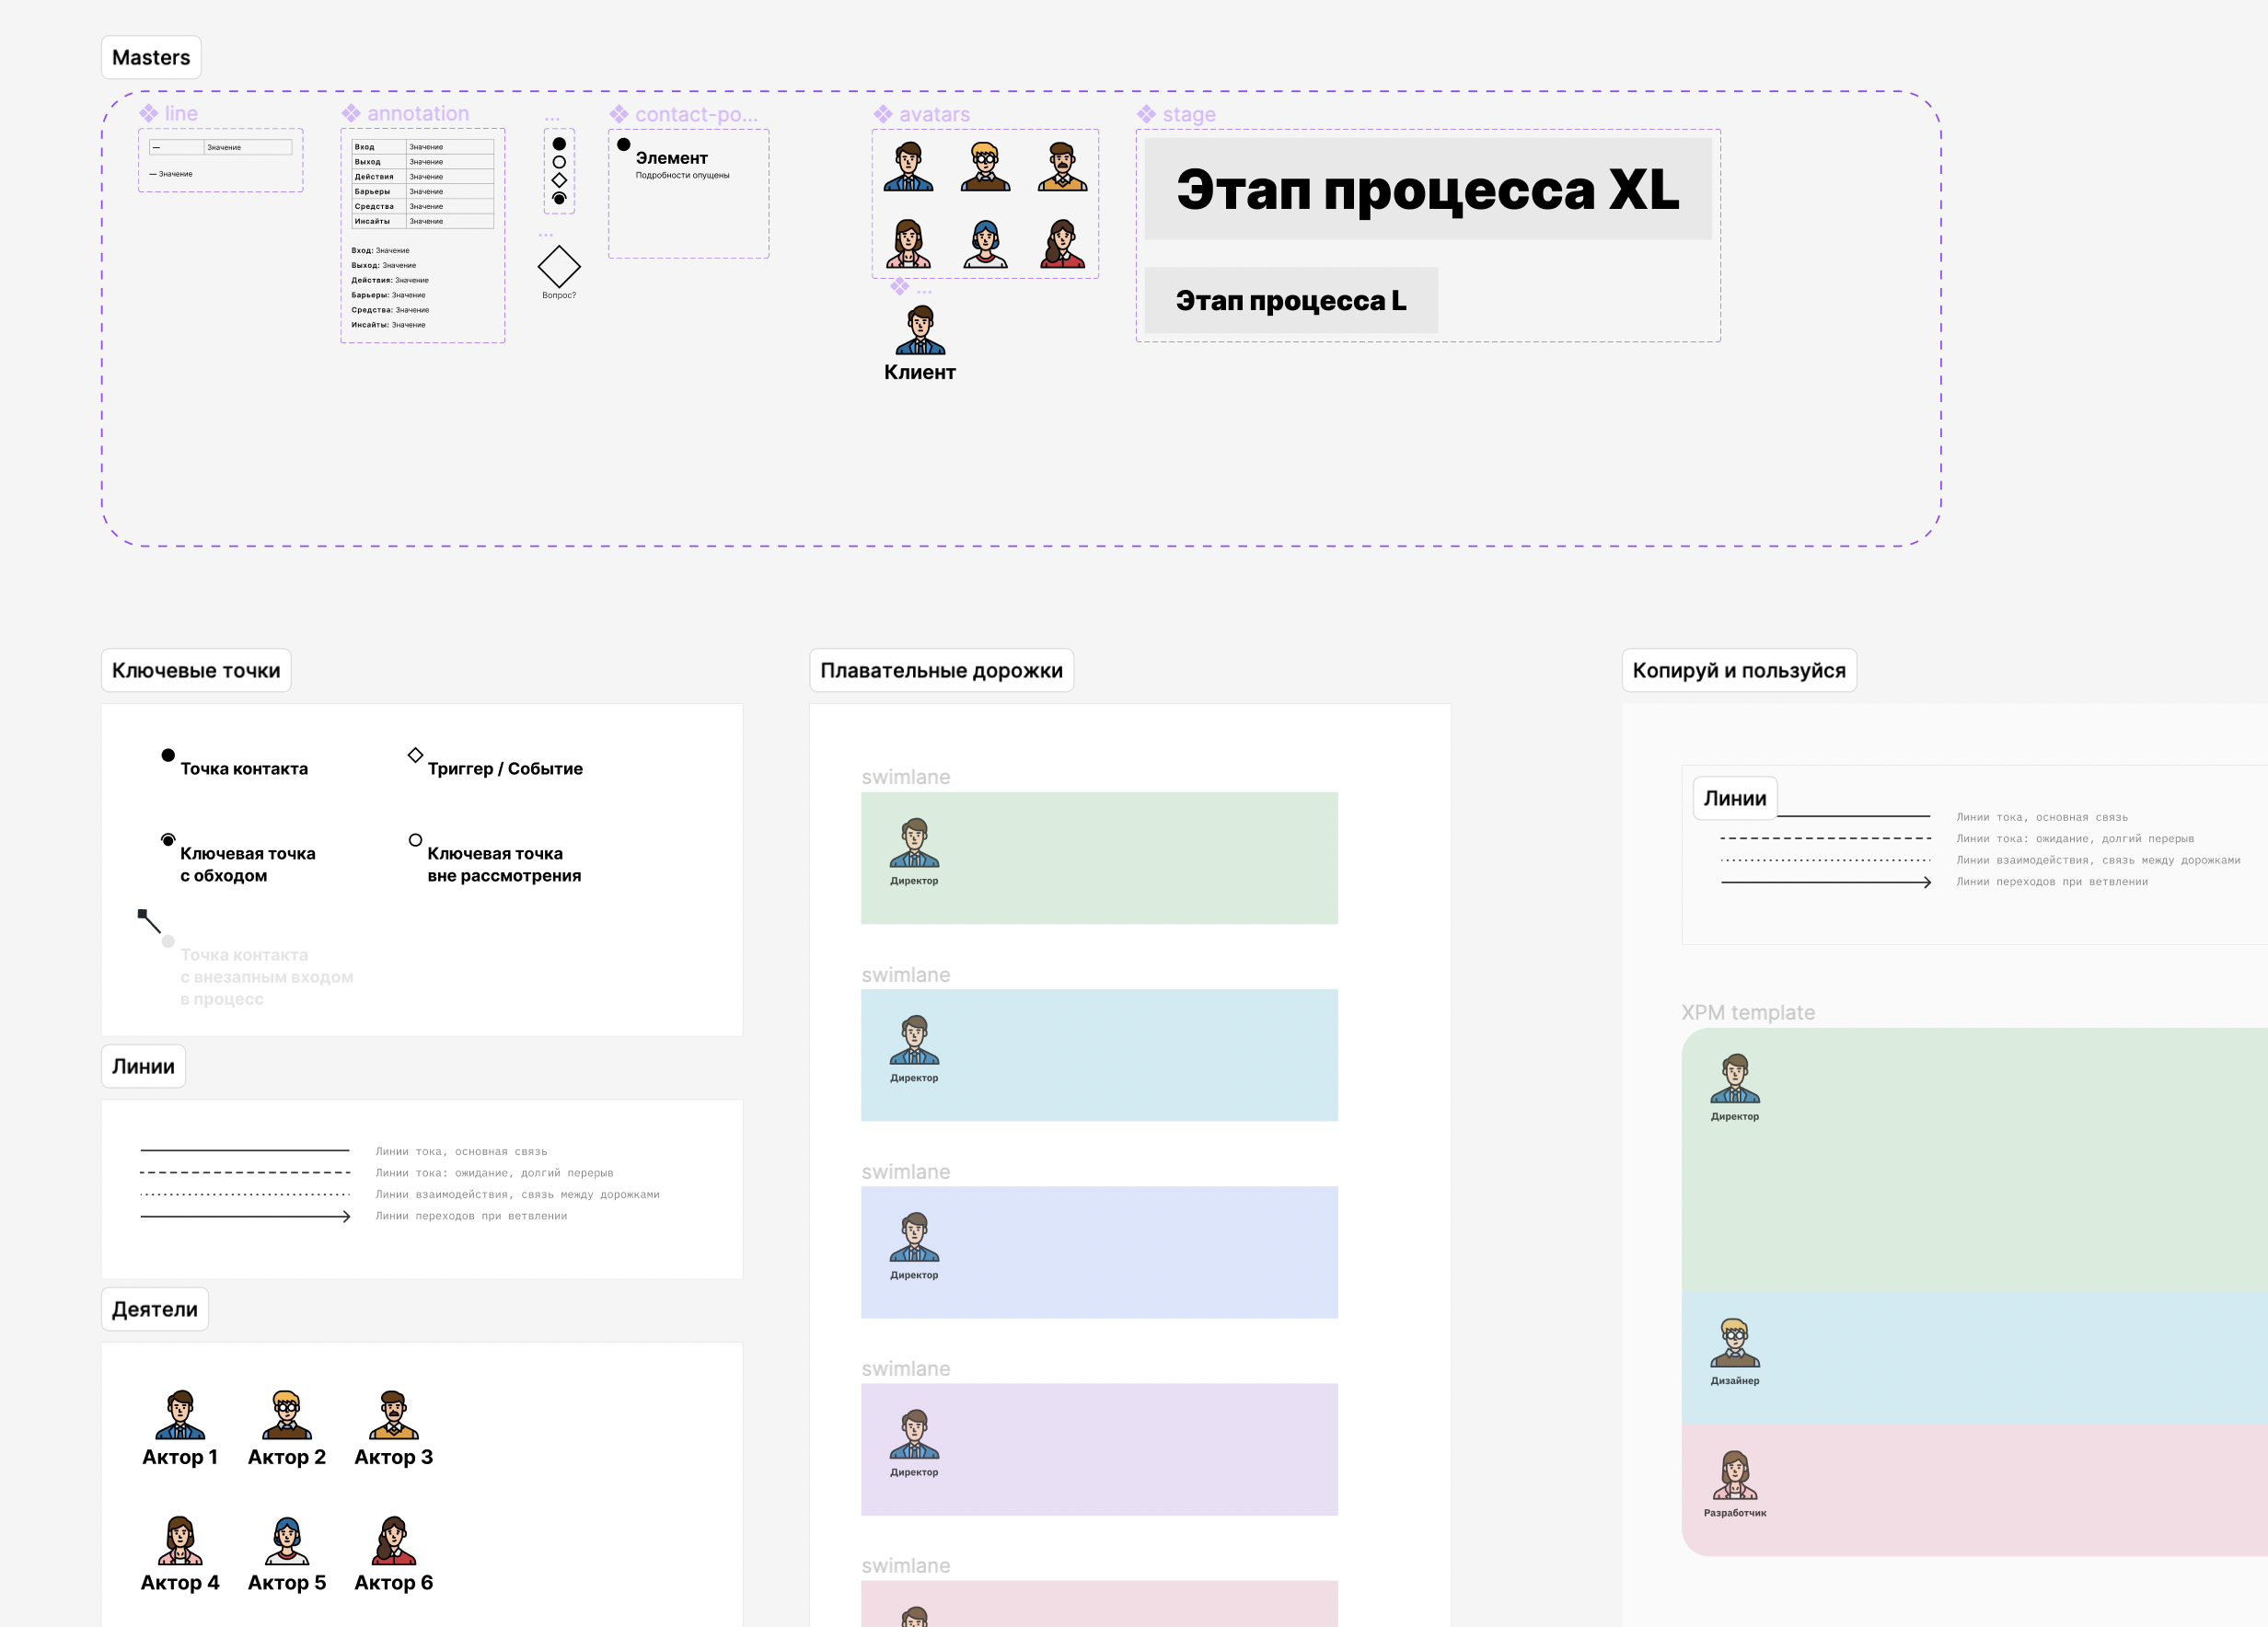 Masters
line
— Значение
— Значение
annotation
Вход Значение
Выход Значение
Действия Значение
Барьеры Значение
Средства Значение
Инсайты Значение
Вход: Значение
Выход: Значение
Действия: Значение
Барьеры: Значение
Средства: Значение
Инсайты: Значение
...
...
Вопрос?
contact-po...
Элемент
Подробности опущены
avatars
...
Клиент
stage
Этап процесса XL
Этап процесса L
Ключевые точки
Точка контакта
Триггер / Событие
Ключевая точка
с обходом
Ключевая точка
вне рассмотрения
Точка контакта
с внезапным входом
в процесс
Линии
Линии тока, основная связь
Линии тока: ожидание, долгий перерыв
Линии взаимодействия, связь между дорожками
Линии переходов при ветвлении
Деятели
Актор 1
Актор 2
Актор 3
Актор 4
Актор 5
Актор 6
Плавательные дорожки
swimlane
Директор
swimlane
Директор
swimlane
Директор
swimlane
Директор
swimlane
Копируй и пользуйся
Линии
Линии тока, основная связь
Линии тока: ожидание, долгий перерыв
Линии взаимодействия, связь между дорожками
Линии переходов при ветвлении
XPM template
Директор
Дизайнер
Разработчик